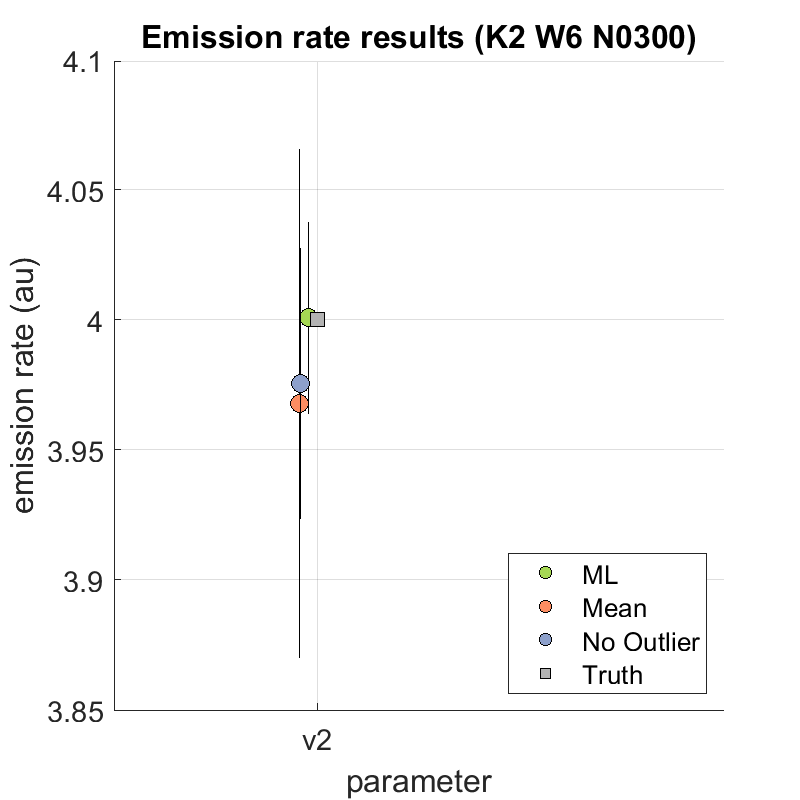 Emission rate results (K2 W6 N0300)
4.1
4.05
4
3.95
3.9
3.85
emission rate (au)
v2
parameter
ML
Mean
No Outlier
Truth